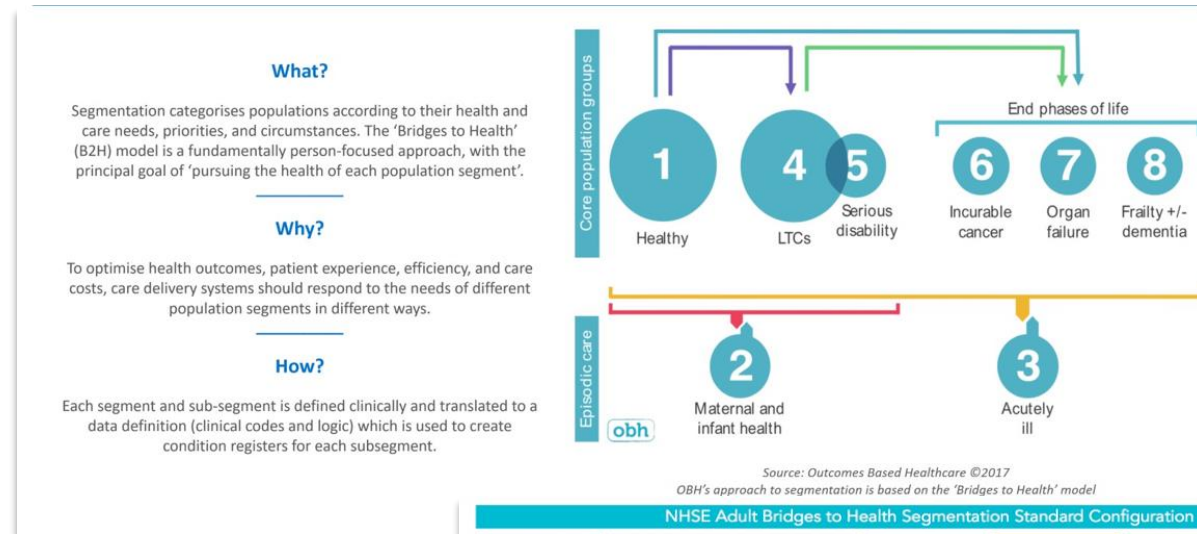 What?
Segmentation categorises populations according to their health and
care needs, priorities, and circumstances. The ‘Bridges to Health’
(B2H) model is a fundamentally person-focused approach, with the
principal goal of ‘pursuing the health of each population segment’.
Why?
To optimise health outcomes, patient experience, efficiency, and care
costs, care delivery systems should respond to the needs of different
population segments in different ways.
How?
Each segment and sub-segment is defined clinically and translated to a
data definition (clinical codes and logic) which is used to create
condition registers for each subsegment.
Core population groups
End phases of life
1
4
5
6
7
8
Healthy
LTCs
Serious
disability
Incurable
cancer
Organ
failure
Frailty +/-
dementia
Episodic care
2
3
Maternal and
infant health
Acutely
ill
obh
Source: Outcomes Based Healthcare ©2017
OBH’s approach to segmentation is based on the ‘Bridges to Health’ model
NHSE Adult Bridges to Health Segmentation Standard Configuration